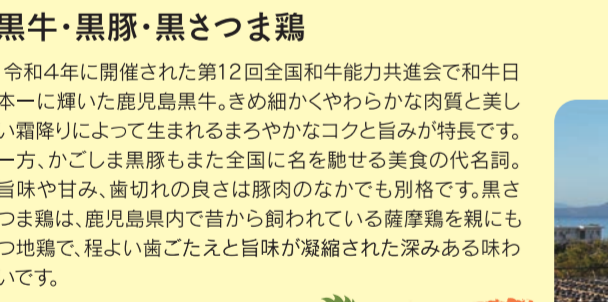 黒牛・黒豚・黒さつま鶏
令和4年に開催された第12回全国和牛能力共進会で和牛日
本一に輝いた鹿児島黒牛。きめ細かくやわらかな肉質と美し
い霜降りによって生まれるまろやかなコクと旨みが特長です。
一方、かごしま黒豚もまた全国に名を馳せる美食の代名詞。
旨味や甘み、歯切れの良さは豚肉のなかでも別格です。黒さ
つま鶏は、鹿児島県内で昔から飼われている薩摩鶏を親にも
つ地鶏で、程よい歯ごたえと旨味が凝縮された深みある味わ
いです。